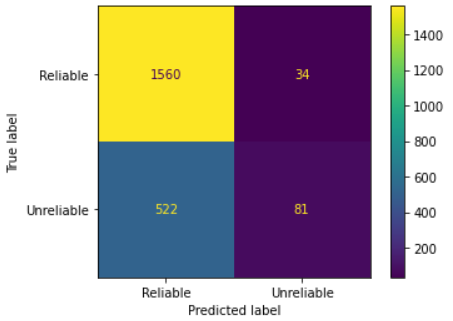 True label
Reliable
1560
34
Unreliable
522
81
Reliable
Unreliable
Predicted label
1400
1200
1000
800
600
400
200